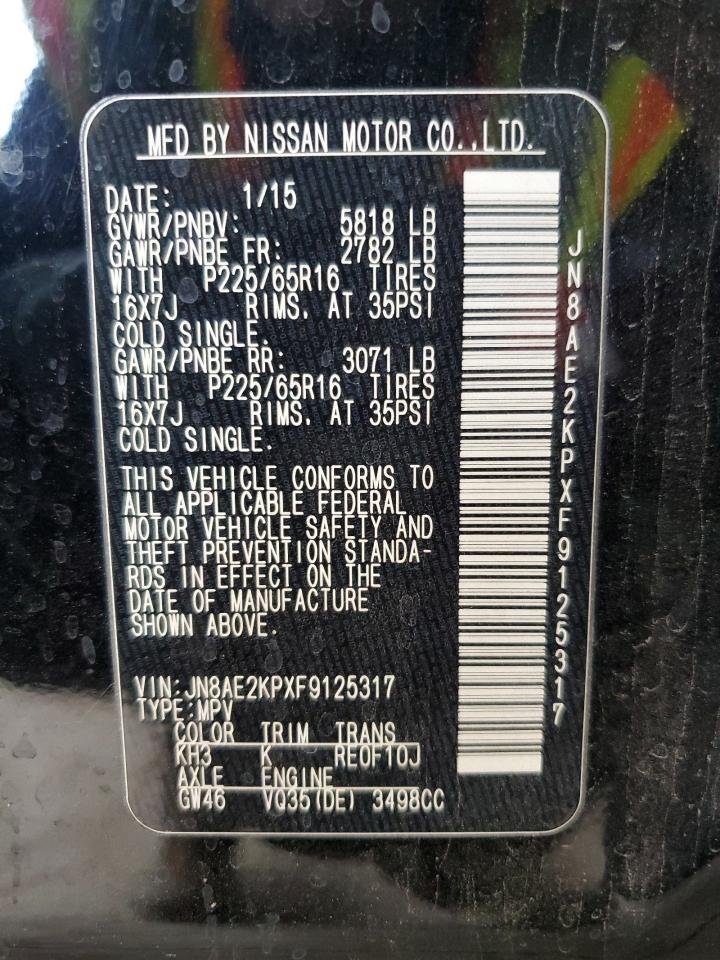 MFD BY NISSAN MOTOR CO.,LTD.
DATE: 1/15
GVWR/PNBV: 5818 LB
GAWR/PNBE FR: 2782 LB
WITH P225/65R16 TIRES
16X7J RIMS. AT 35PSI
COLD SINGLE.
GAWR/PNBE RR: 3071 LB
WITH P225/65R16 TIRES
16X7J RIMS. AT 35PSI
COLD SINGLE.
THIS VEHICLE CONFORMS TO
ALL APPLICABLE FEDERAL
MOTOR VEHICLE SAFETY AND
THEFT PREVENTION STANDA-
RDS IN EFFECT ON THE
DATE OF MANUFACTURE
SHOWN ABOVE.
VIN:JN8AE2KPXF9125317
TYPE:MPV
COLOR TRIM TRANS
KH3 K RE0F10J
AXLE ENGINE
GW46 VQ35(DE) 3498CC
JN8AE2KPXF9125317